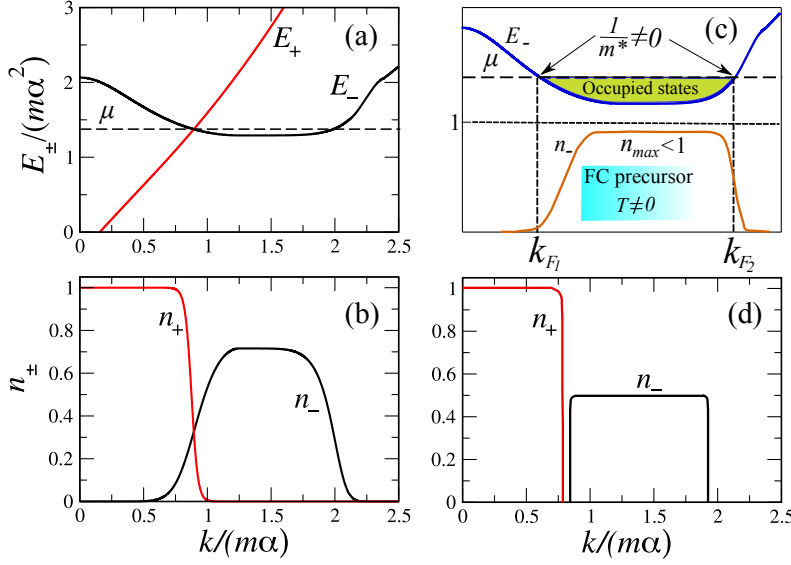 (a)
E₊
E₋
μ
E±/(mα²)
3
2
1
0
0
0.5
1
1.5
2
2.5
(c)
E₋
1/m* ≠0
μ
Occupied states
1
n₋
n_max<1
FC precursor
T≠0
k_F₁
k_F₂
(b)
n₊
n₋
n±
1
0.8
0.6
0.4
0.2
0
0
0.5
1
1.5
2
2.5
k/(mα)
(d)
n₊
n₋
1
0.8
0.6
0.4
0.2
0
0
0.5
1
1.5
2
2.5
k/(mα)